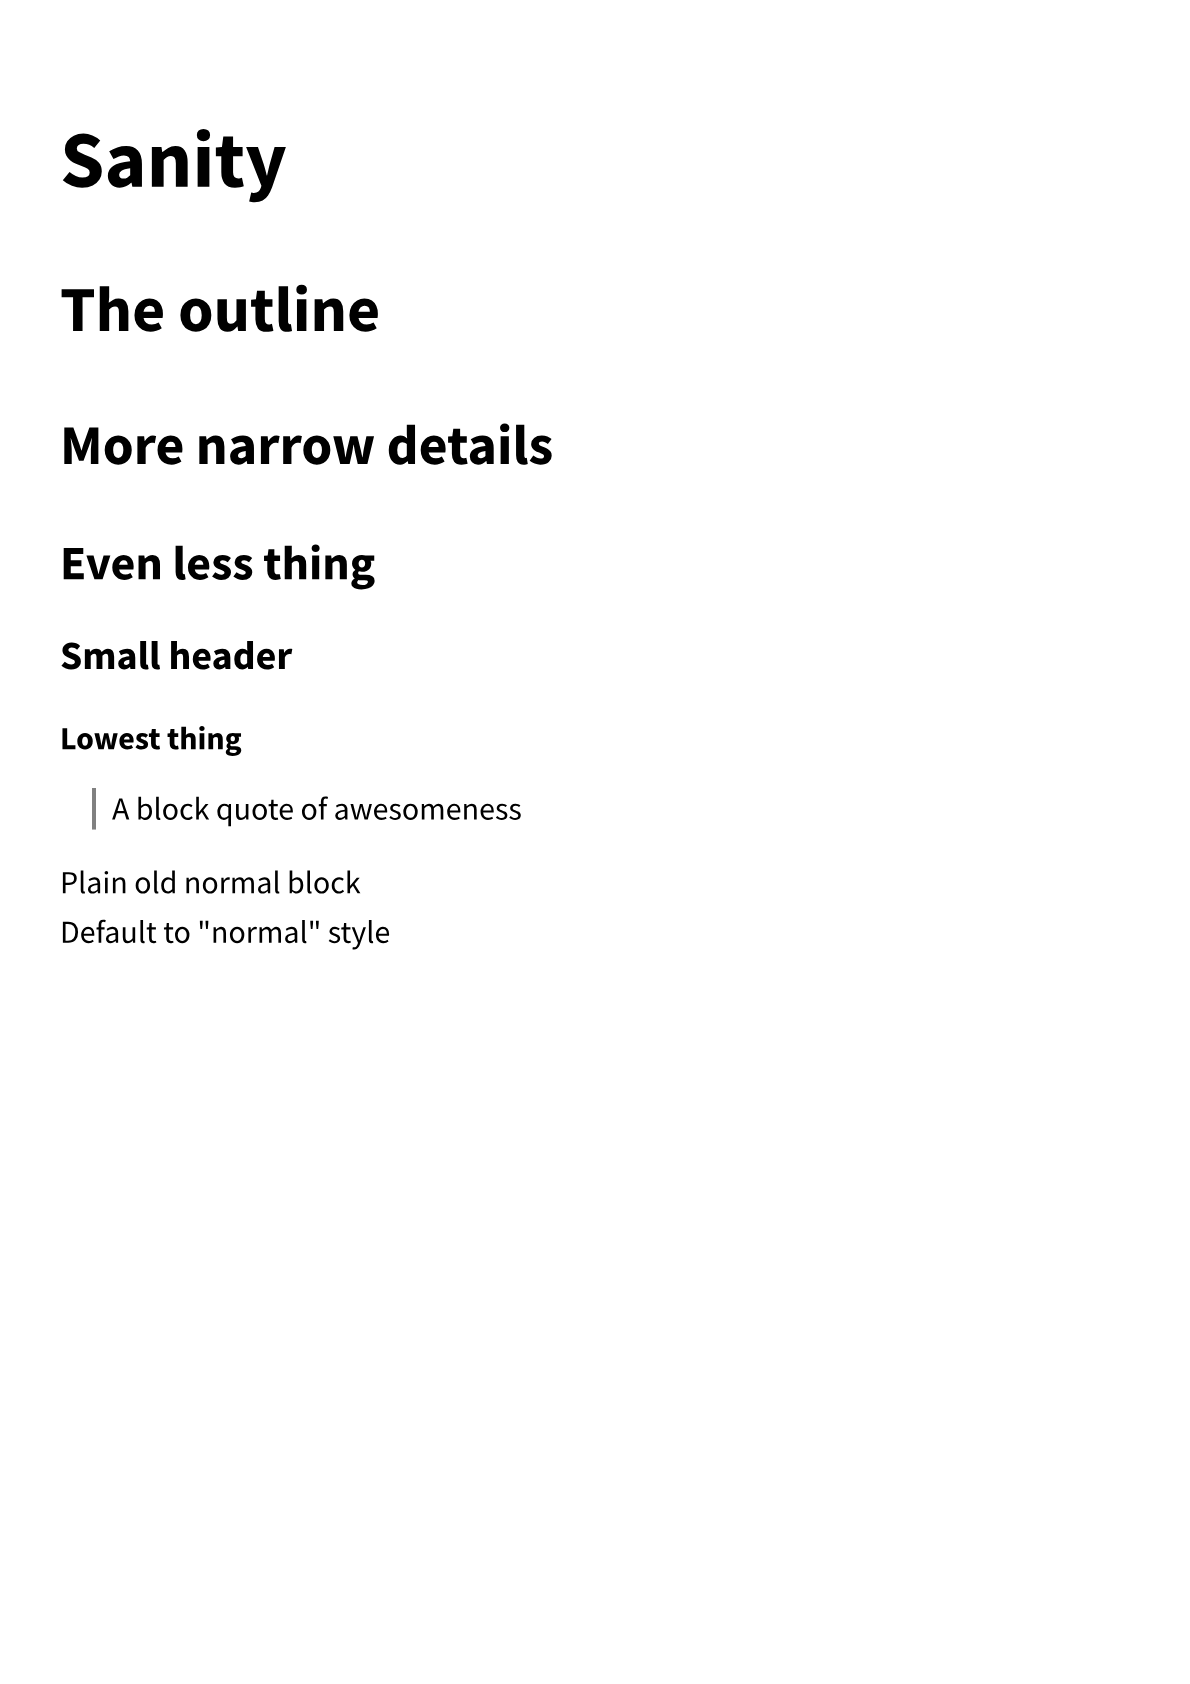 Sanity
The outline
More narrow details
Even less thing
Small header
Lowest thing
A block quote of awesomeness
Plain old normal block
Default to "normal" style